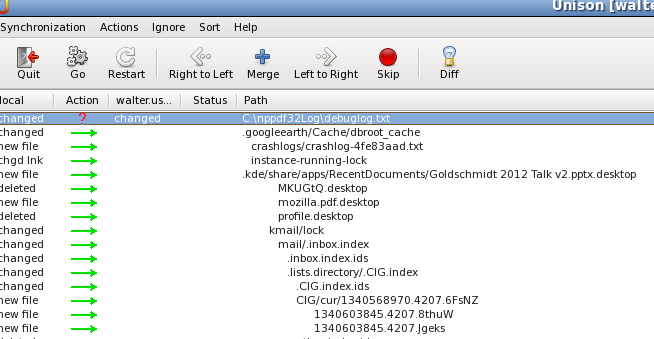 Unison [walte
Synchronization Actions Ignore Sort Help
Quit Go Restart Right to Left Merge Left to Right Skip Diff
local Action walter.us... Status Path
changed ? changed C:\nppdf32Log\debuglog.txt
changed .googleearth/Cache/dbroot_cache
new file crashlogs/crashlog-4fe83aad.txt
chgd lnk instance-running-lock
new file .kde/share/apps/RecentDocuments/Goldschmidt 2012 Talk v2.pptx.desktop
deleted MKUGtQ.desktop
new file mozilla.pdf.desktop
deleted profile.desktop
changed kmail/lock
changed mail/.inbox.index
changed .inbox.index.ids
changed .lists.directory/.CIG.index
changed .CIG.index.ids
new file CIG/cur/1340568970.4207.6FsNZ
new file 1340603845.4207.8thuW
new file 1340603845.4207.Jgeks